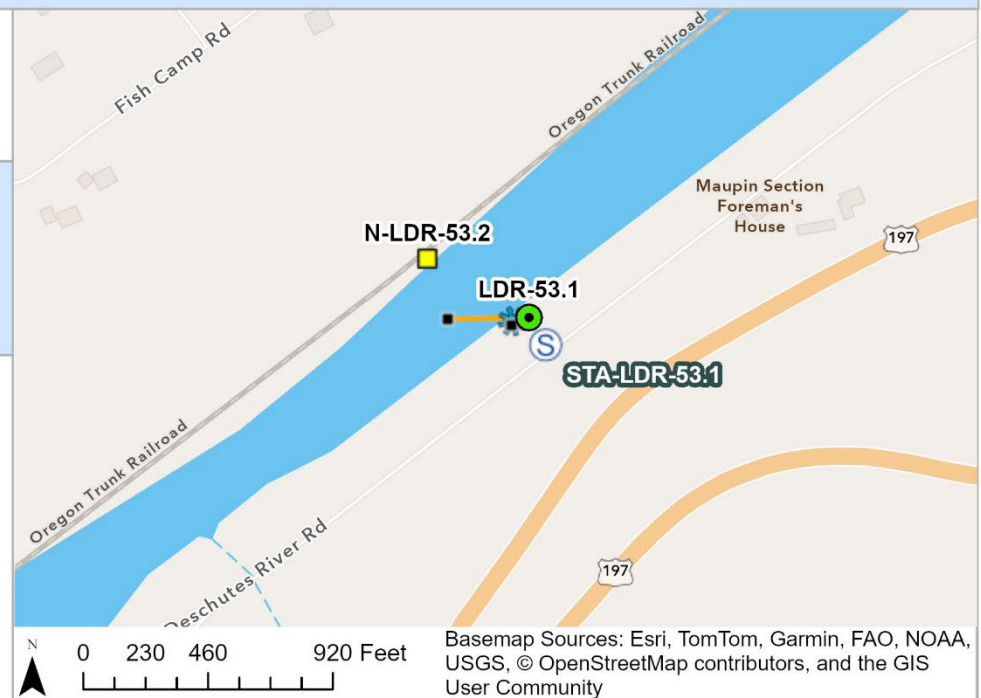 Fish Camp Rd
Oregon Trunk Railroad
Maupin Section
Foreman's
House
197
N-LDR-53.2
LDR-53.1
S
STA-LDR-53.1
Oregon Trunk Railroad
Deschutes River Rd
197
N
0 230 460 920 Feet
Basemap Sources: Esri, TomTom, Garmin, FAO, NOAA,
USGS, © OpenStreetMap contributors, and the GIS
User Community